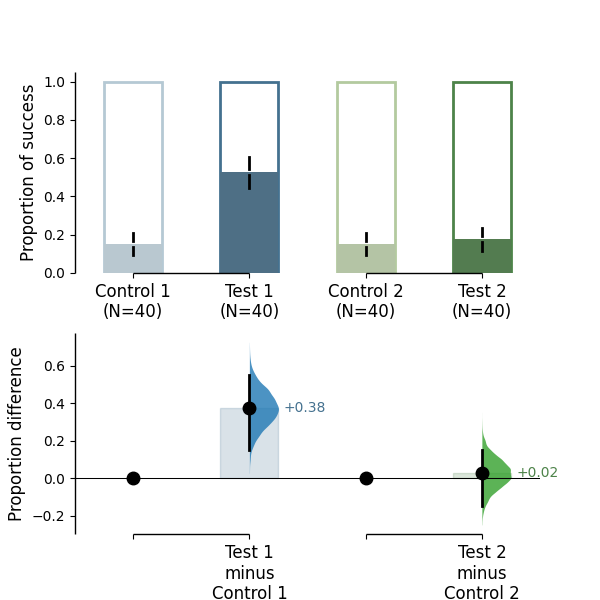 Proportion of success
1.0
0.8
0.6
0.4
0.2
0.0
Control 1
(N=40)
Test 1
(N=40)
Control 2
(N=40)
Test 2
(N=40)
Proportion difference
0.6
0.4
0.2
0.0
−0.2
+0.38
+0.02
Test 1
minus
Control 1
Test 2
minus
Control 2